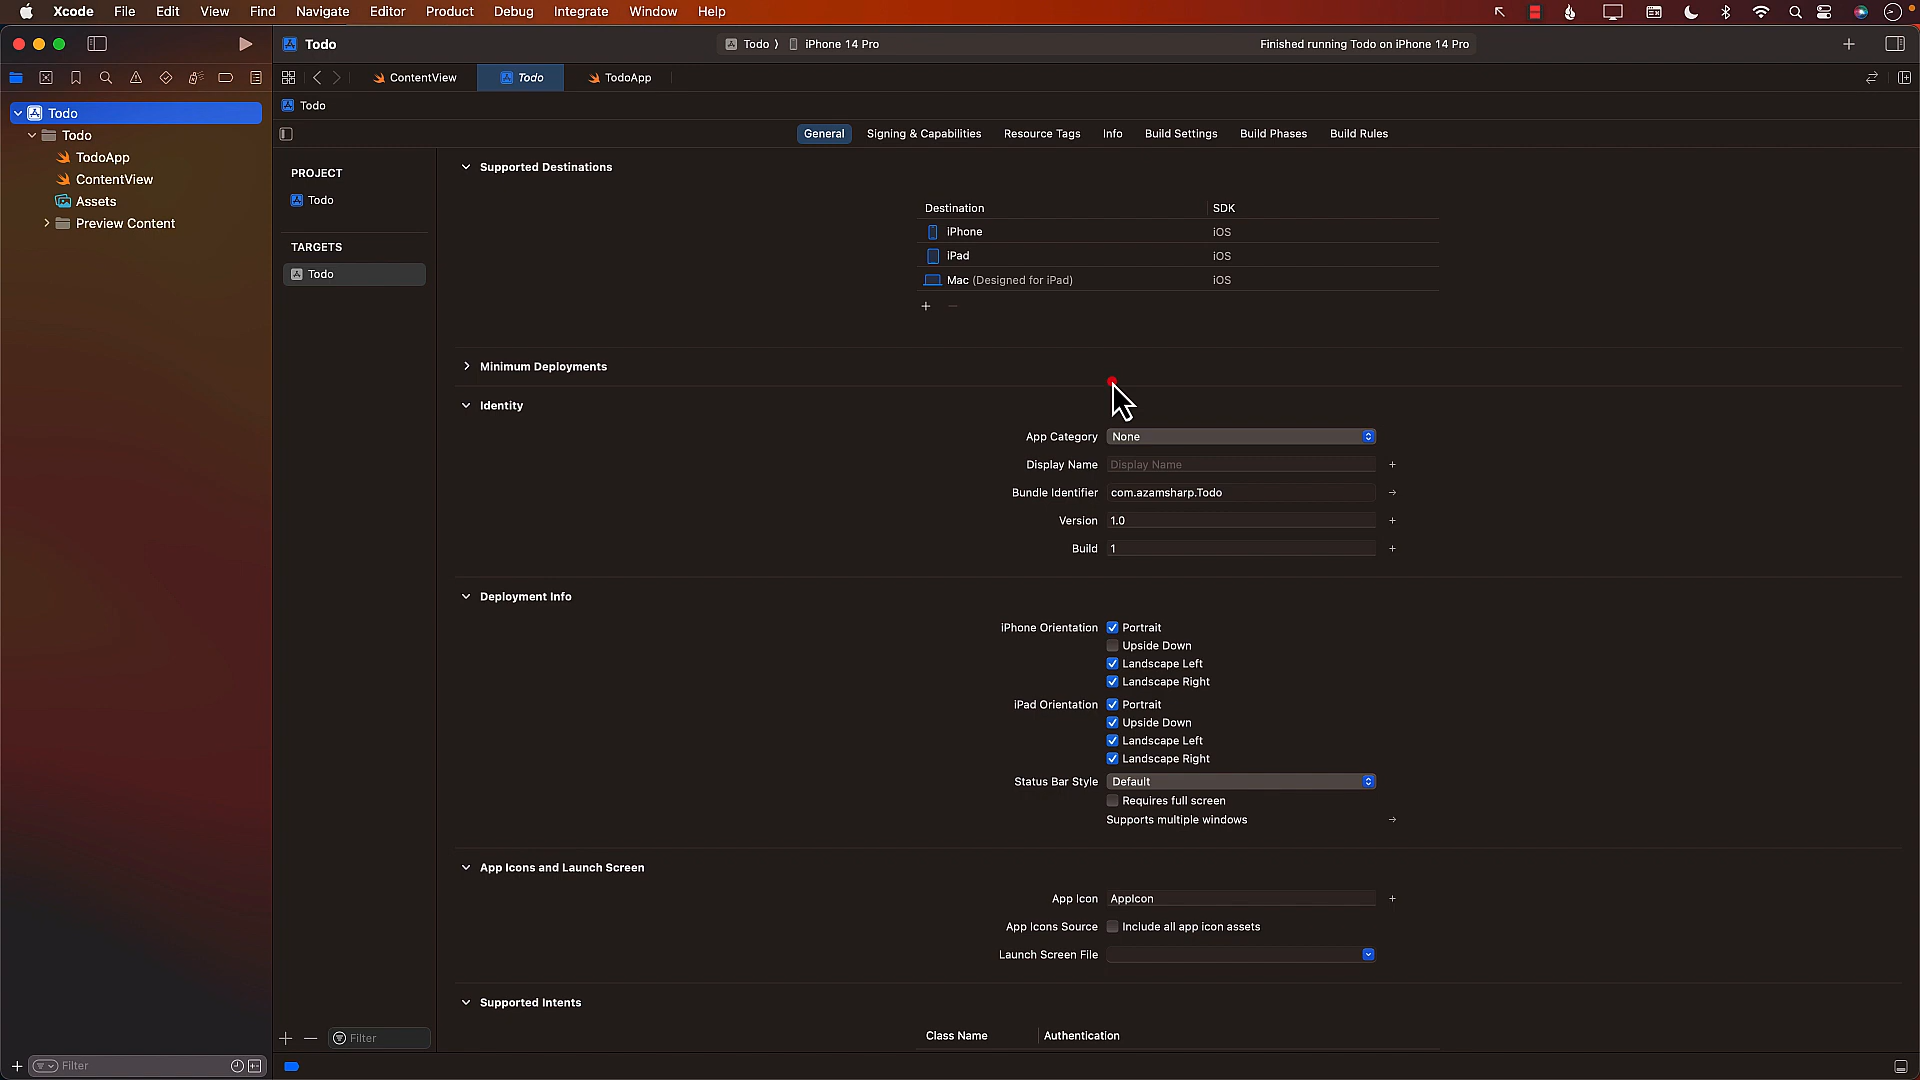 Xcode File Edit View Find Navigate Editor Product Debug Integrate Window Help
Todo
Todo ⟩ iPhone 14 Pro
Finished running Todo on iPhone 14 Pro
ContentView
Todo
TodoApp
Todo
Todo
TodoApp
ContentView
Assets
Preview Content
Filter
Todo
General Signing & Capabilities Resource Tags Info Build Settings Build Phases Build Rules
PROJECT
Todo
TARGETS
Todo
Filter
Supported Destinations
Destination SDK
iPhone iOS
iPad iOS
Mac (Designed for iPad) iOS
Minimum Deployments
Identity
App Category None
Display Name Display Name
Bundle Identifier com.azamsharp.Todo
Version 1.0
Build 1
Deployment Info
iPhone Orientation Portrait
Upside Down
Landscape Left
Landscape Right
iPad Orientation Portrait
Upside Down
Landscape Left
Landscape Right
Status Bar Style Default
Requires full screen
Supports multiple windows
App Icons and Launch Screen
App Icon AppIcon
App Icons Source Include all app icon assets
Launch Screen File
Supported Intents
Class Name Authentication